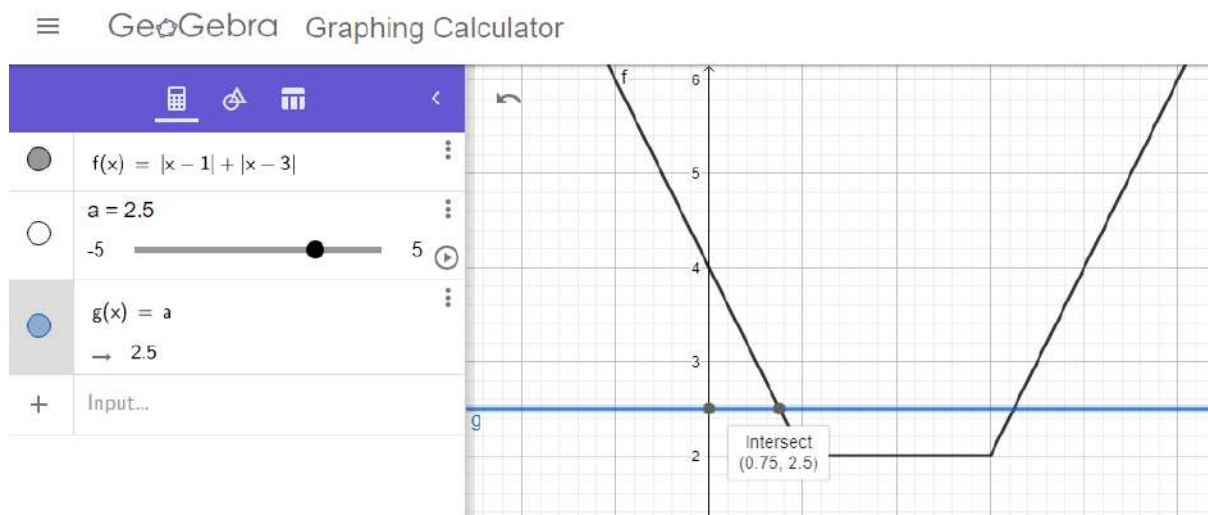 GeoGebra Graphing Calculator
f(x) = |x − 1| + |x − 3|
a = 2.5
-5 5
g(x) = a
→ 2.5
+ Input...
f
6
5
4
3
g
Intersect
(0.75, 2.5)
2